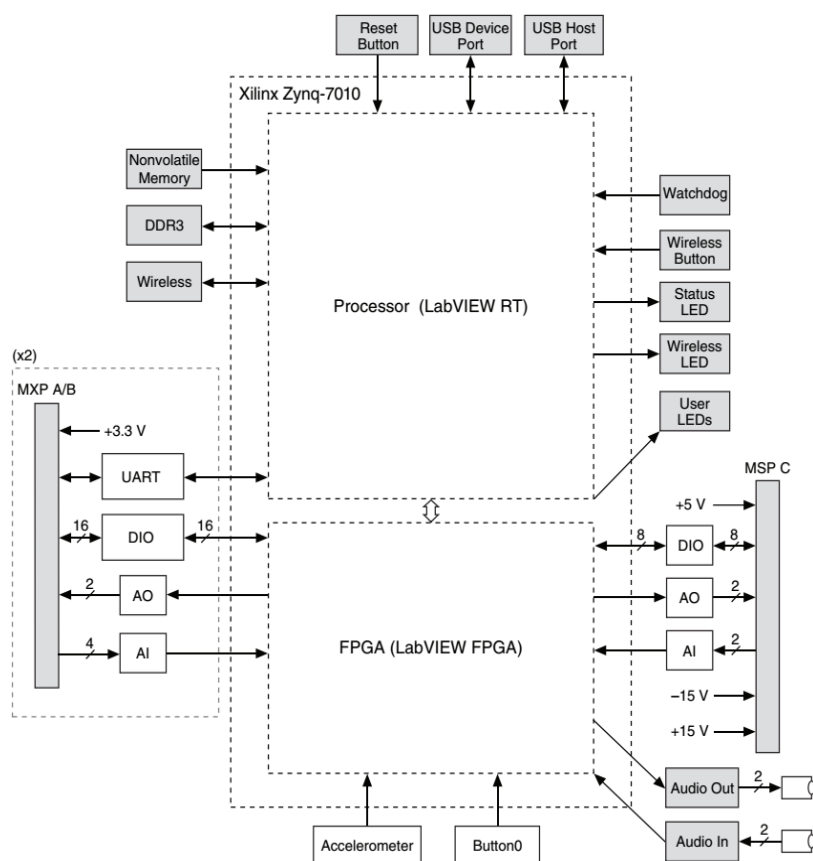 Reset
Button
USB Device
Port
USB Host
Port
Xilinx Zynq-7010
Nonvolatile
Memory
DDR3
Wireless
Processor (LabVIEW RT)
Watchdog
Wireless
Button
Status
LED
Wireless
LED
User
LEDs
(x2)
MXP A/B
+3.3 V
UART
16
DIO
16
2
AO
4
AI
FPGA (LabVIEW FPGA)
MSP C
+5 V
8
DIO
8
AO
2
AI
2
–15 V
+15 V
Audio Out
2
Audio In
2
Accelerometer
Button0